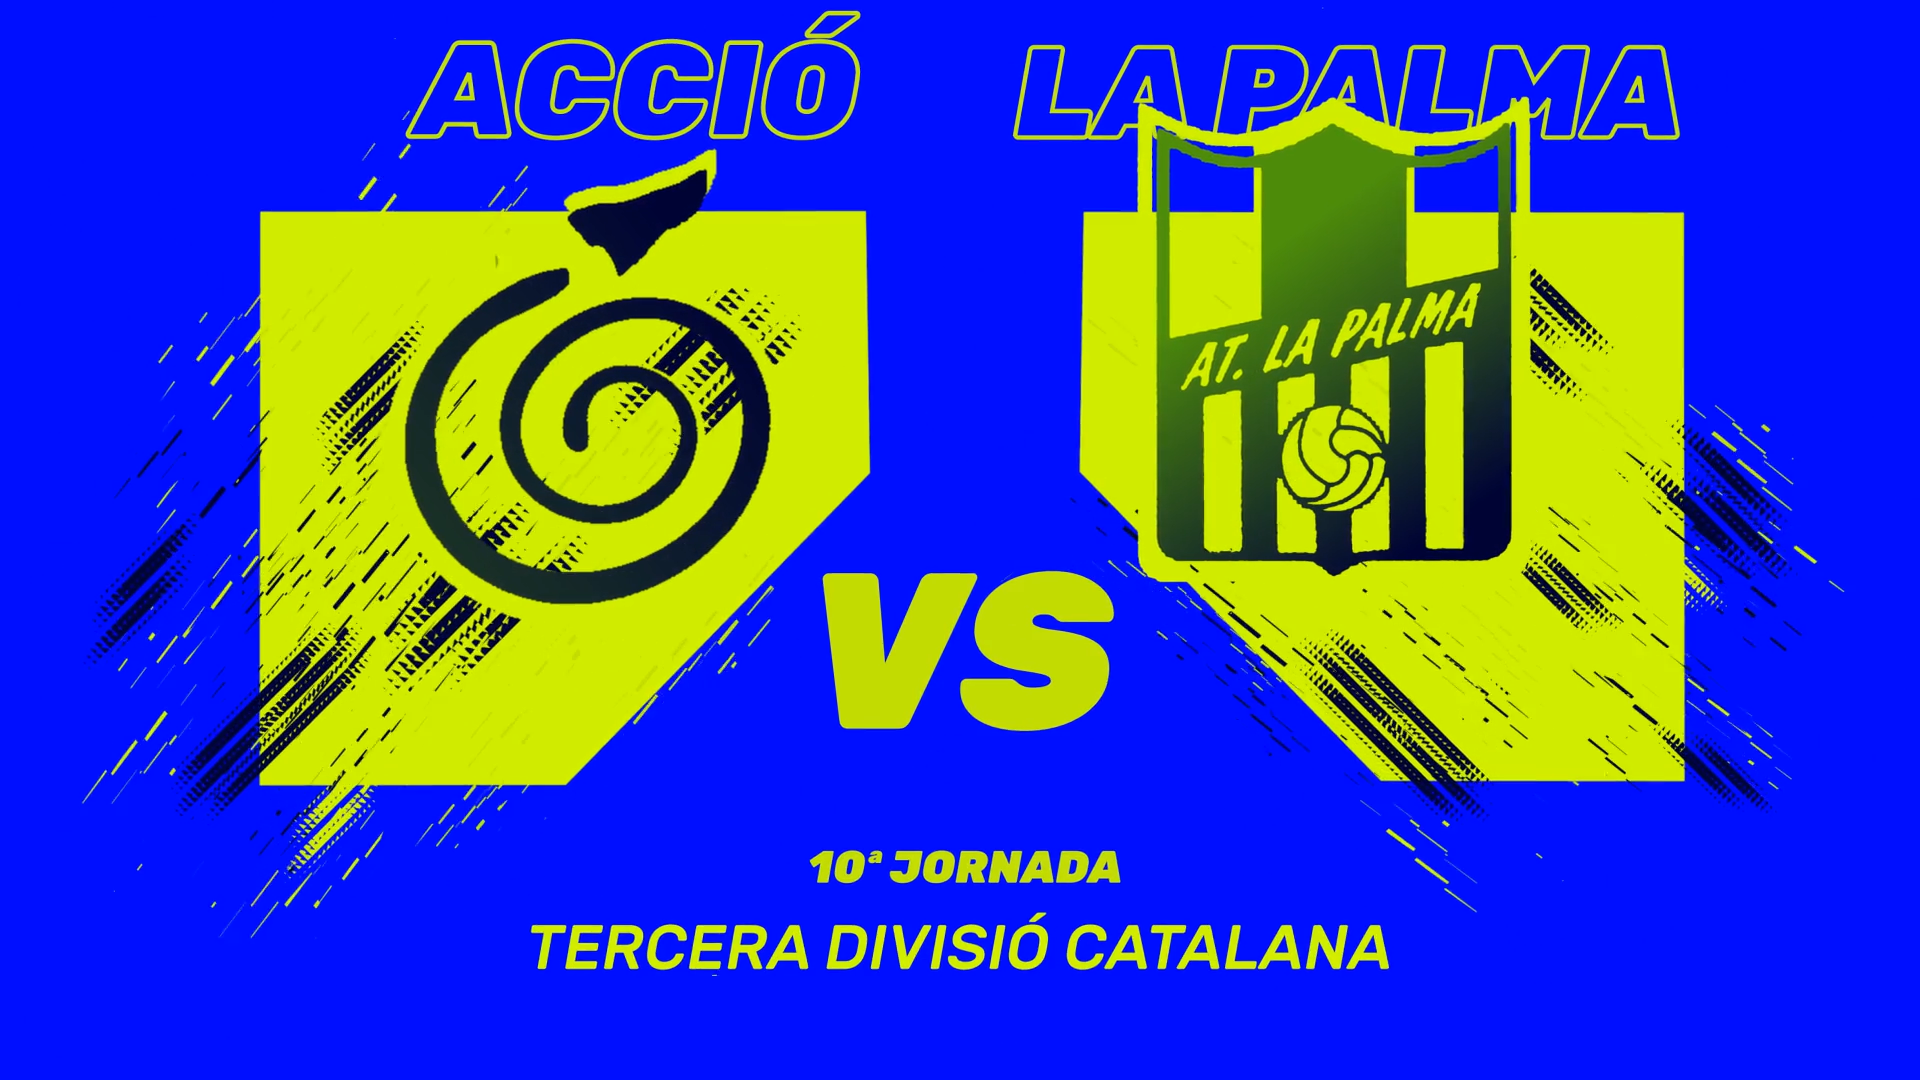 ACCIÓ
LA PALMA
AT. LA PALMA
VS
10ª JORNADA
TERCERA DIVISIÓ CATALANA